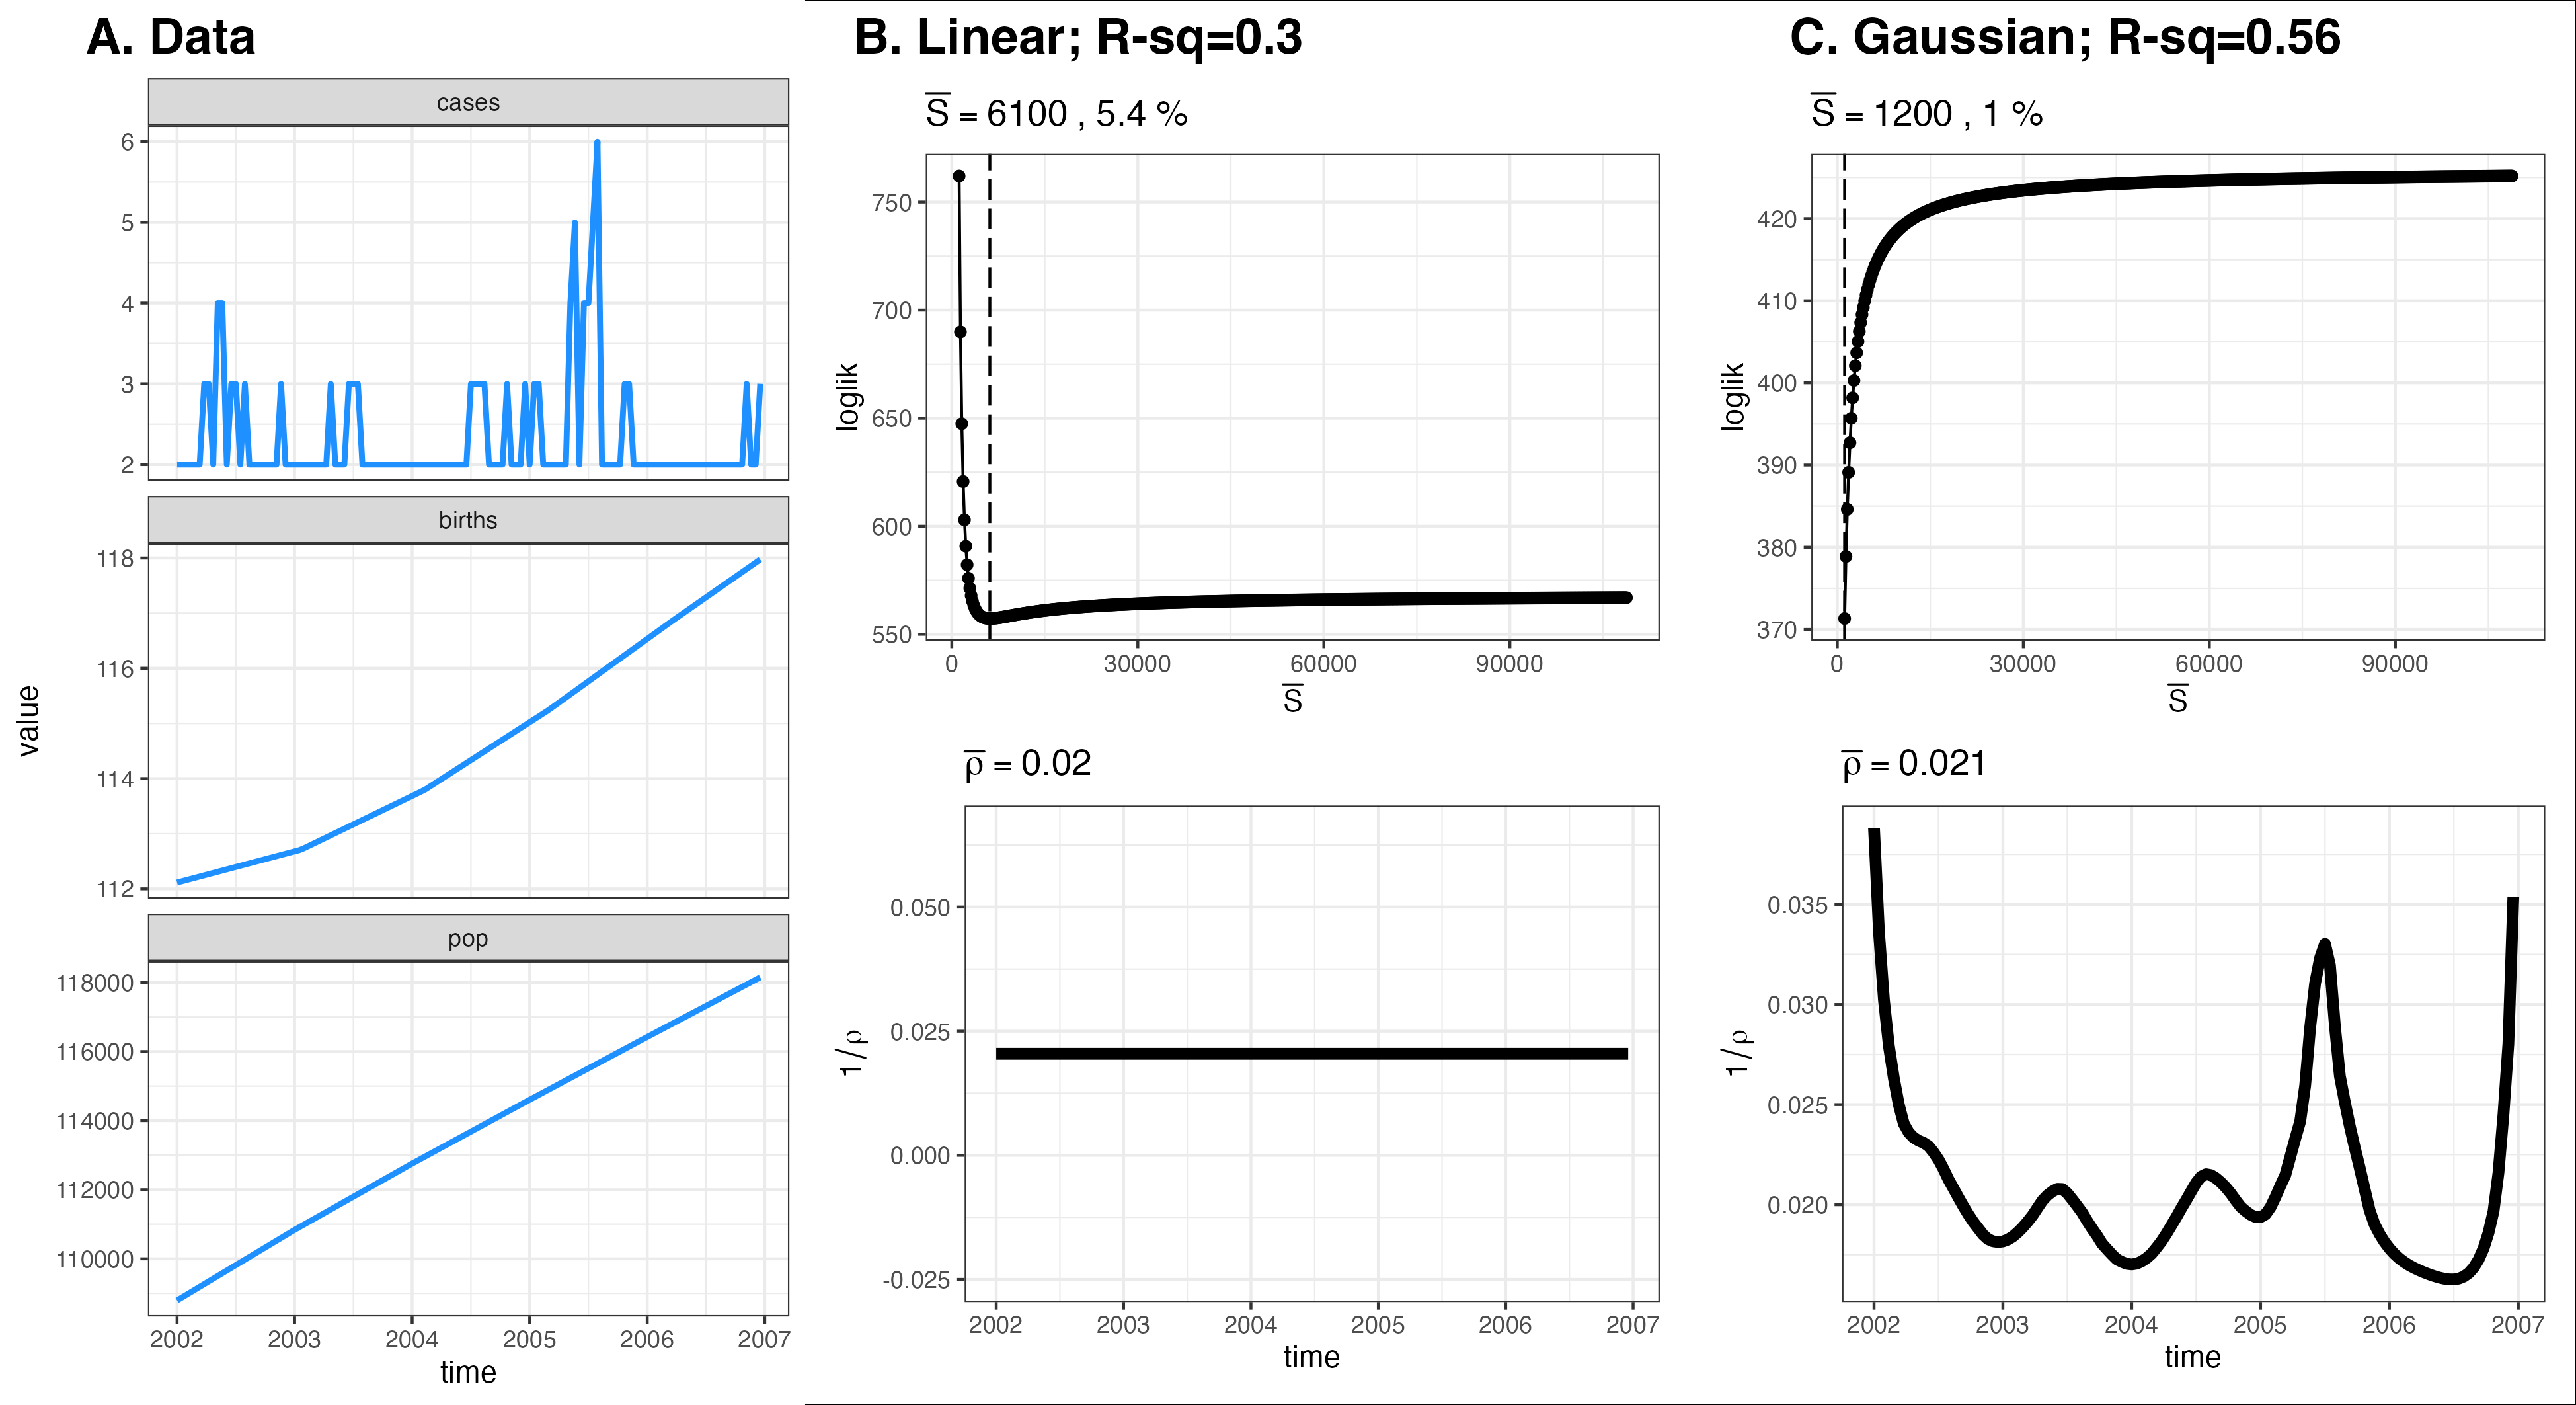 A. Data
cases
6
5
4
3
2
births
118
116
114
112
pop
118000
116000
114000
112000
110000
2002 2003 2004 2005 2006 2007
time
value
B. Linear; R-sq=0.3
S̅ = 6100 , 5.4 %
750
700
650
600
550
loglik
0 30000 60000 90000
S̅
ρ̅ = 0.02
0.050
0.025
0.000
-0.025
1/ρ
2002 2003 2004 2005 2006 2007
time
C. Gaussian; R-sq=0.56
S̅ = 1200 , 1 %
420
410
400
390
380
370
loglik
0 30000 60000 90000
S̅
ρ̅ = 0.021
0.035
0.030
0.025
0.020
1/ρ
2002 2003 2004 2005 2006 2007
time